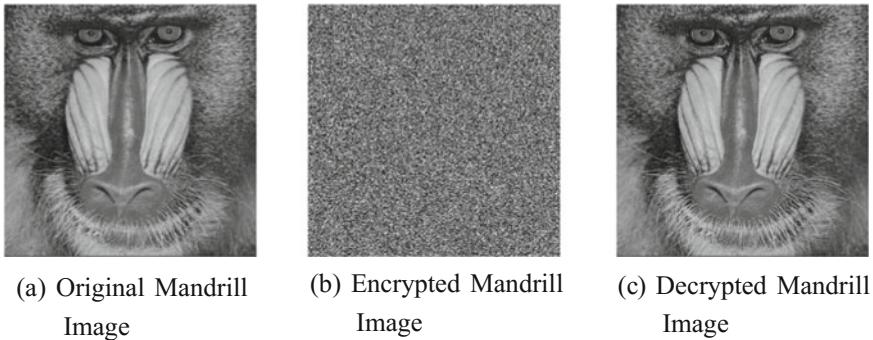 (a) Original Mandrill
Image
(b) Encrypted Mandrill
Image
(c) Decrypted Mandrill
Image